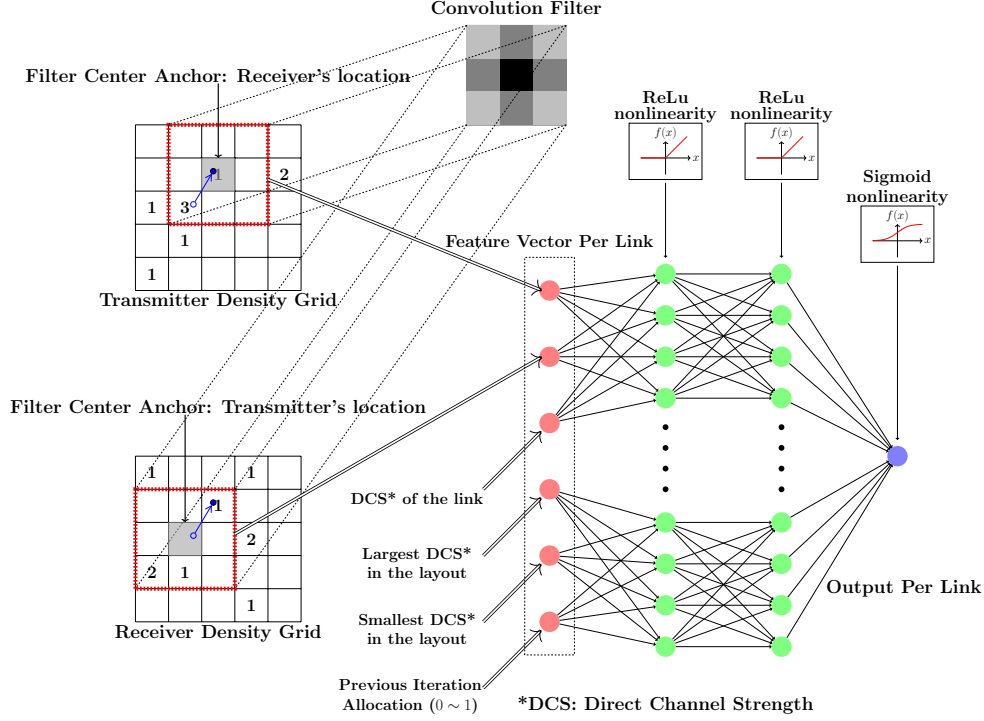 Convolution Filter
Filter Center Anchor: Receiver's location
1
2
1
3
1
1
Transmitter Density Grid
ReLu
nonlinearity
f(x)
x
ReLu
nonlinearity
f(x)
x
Sigmoid
nonlinearity
f(x)
x
Feature Vector Per Link
Filter Center Anchor: Transmitter's location
1
1
1
2
2
1
1
Receiver Density Grid
DCS* of the link
Largest DCS*
in the layout
Smallest DCS*
in the layout
Previous Iteration
Allocation (0 ∼ 1)
Output Per Link
*DCS: Direct Channel Strength